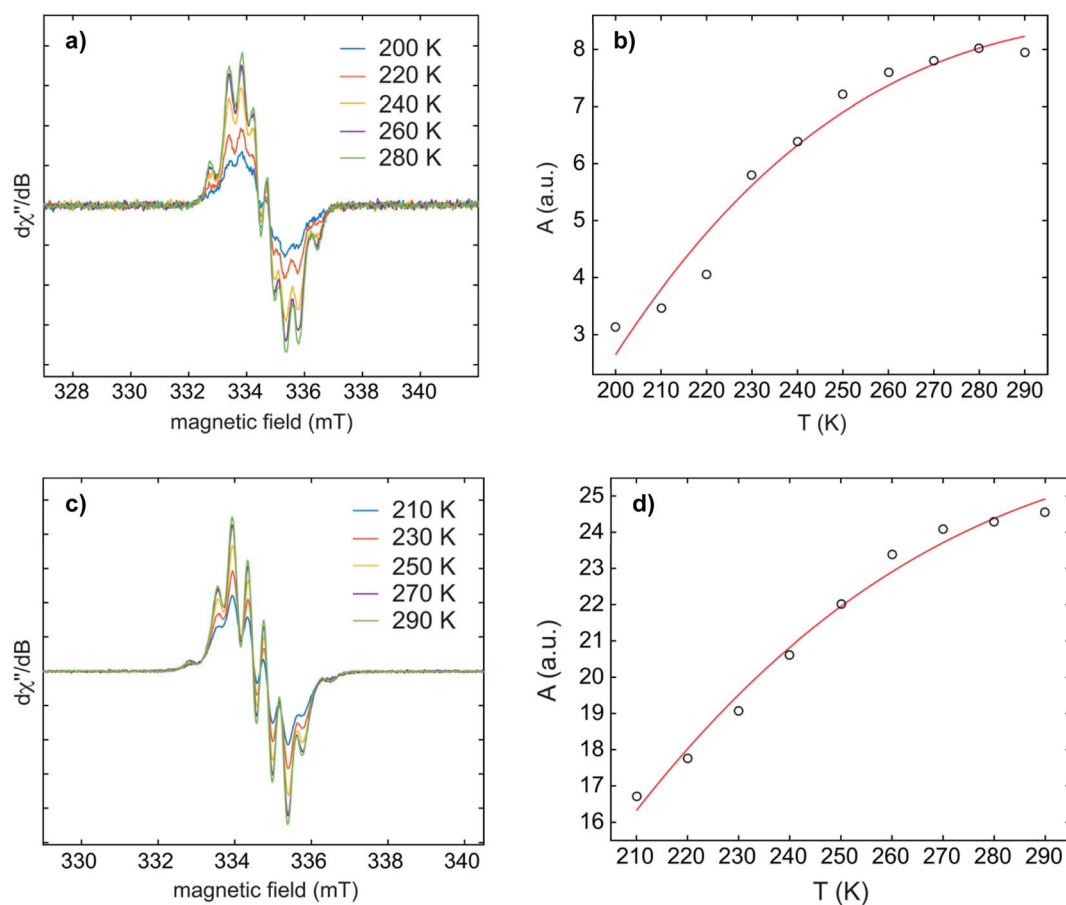 a)
200 K
220 K
240 K
260 K
280 K
dχ"/dB
328 330 332 334 336 338 340
magnetic field (mT)
b)
8
7
6
5
4
3
A (a.u.)
200 210 220 230 240 250 260 270 280 290
T (K)
c)
210 K
230 K
250 K
270 K
290 K
dχ"/dB
330 332 334 336 338 340
magnetic field (mT)
d)
25
24
23
22
21
20
19
18
17
16
A (a.u.)
210 220 230 240 250 260 270 280 290
T (K)